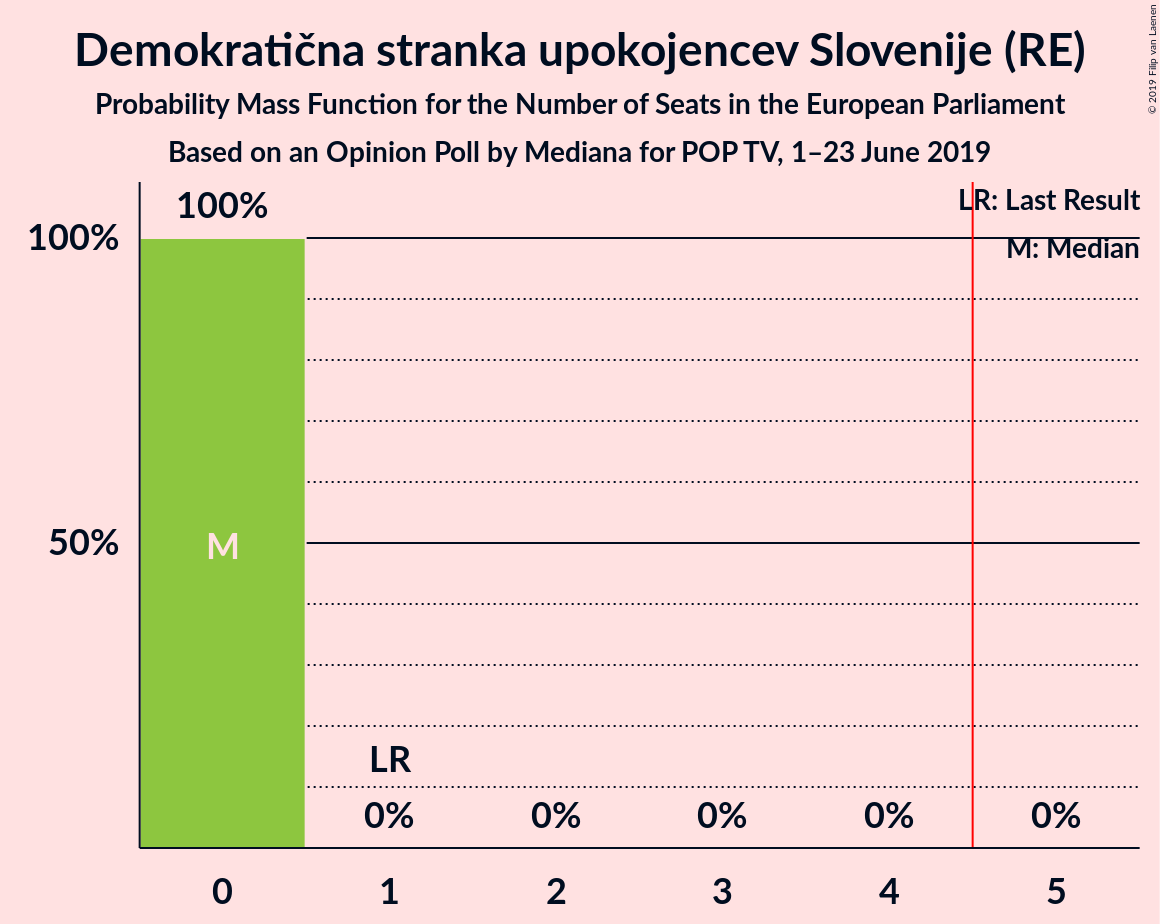 Demokratična stranka upokojencev Slovenije (RE)
Probability Mass Function for the Number of Seats in the European Parliament
Based on an Opinion Poll by Mediana for POP TV, 1–23 June 2019
© 2019 Filip van Laenen
LR: Last Result
M: Median
100%
100%
50%
M
LR
0% 0% 0% 0% 0%
0 1 2 3 4 5